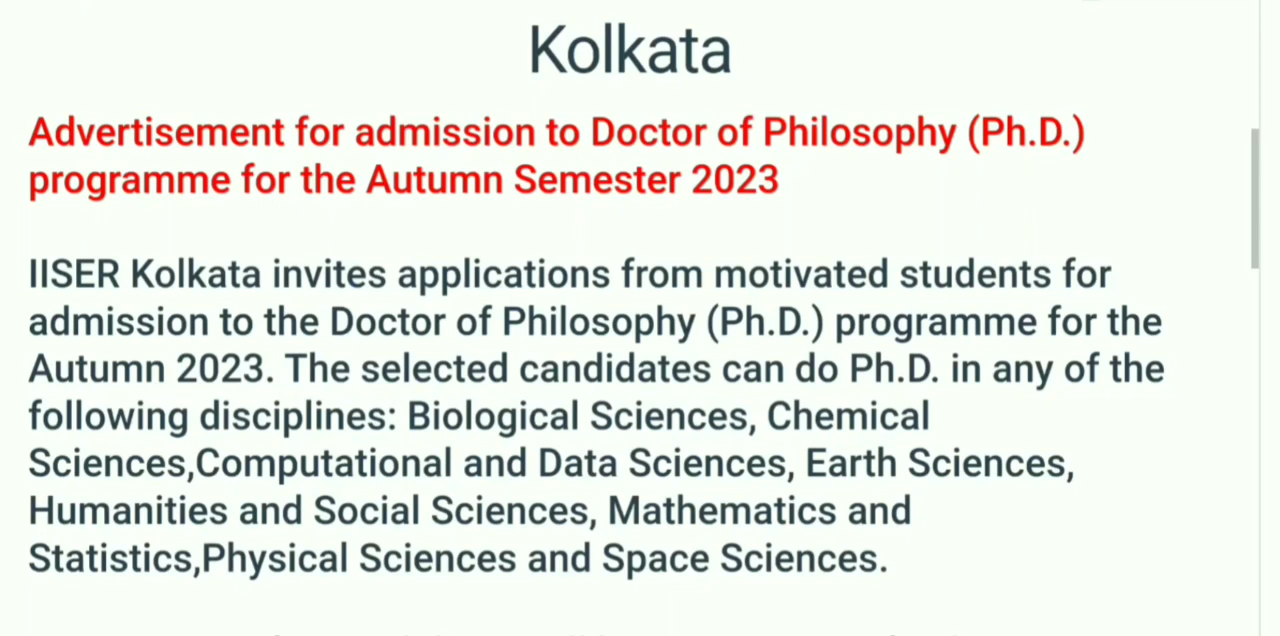 Kolkata
Advertisement for admission to Doctor of Philosophy (Ph.D.)
programme for the Autumn Semester 2023
IISER Kolkata invites applications from motivated students for
admission to the Doctor of Philosophy (Ph.D.) programme for the
Autumn 2023. The selected candidates can do Ph.D. in any of the
following disciplines: Biological Sciences, Chemical
Sciences,Computational and Data Sciences, Earth Sciences,
Humanities and Social Sciences, Mathematics and
Statistics,Physical Sciences and Space Sciences.